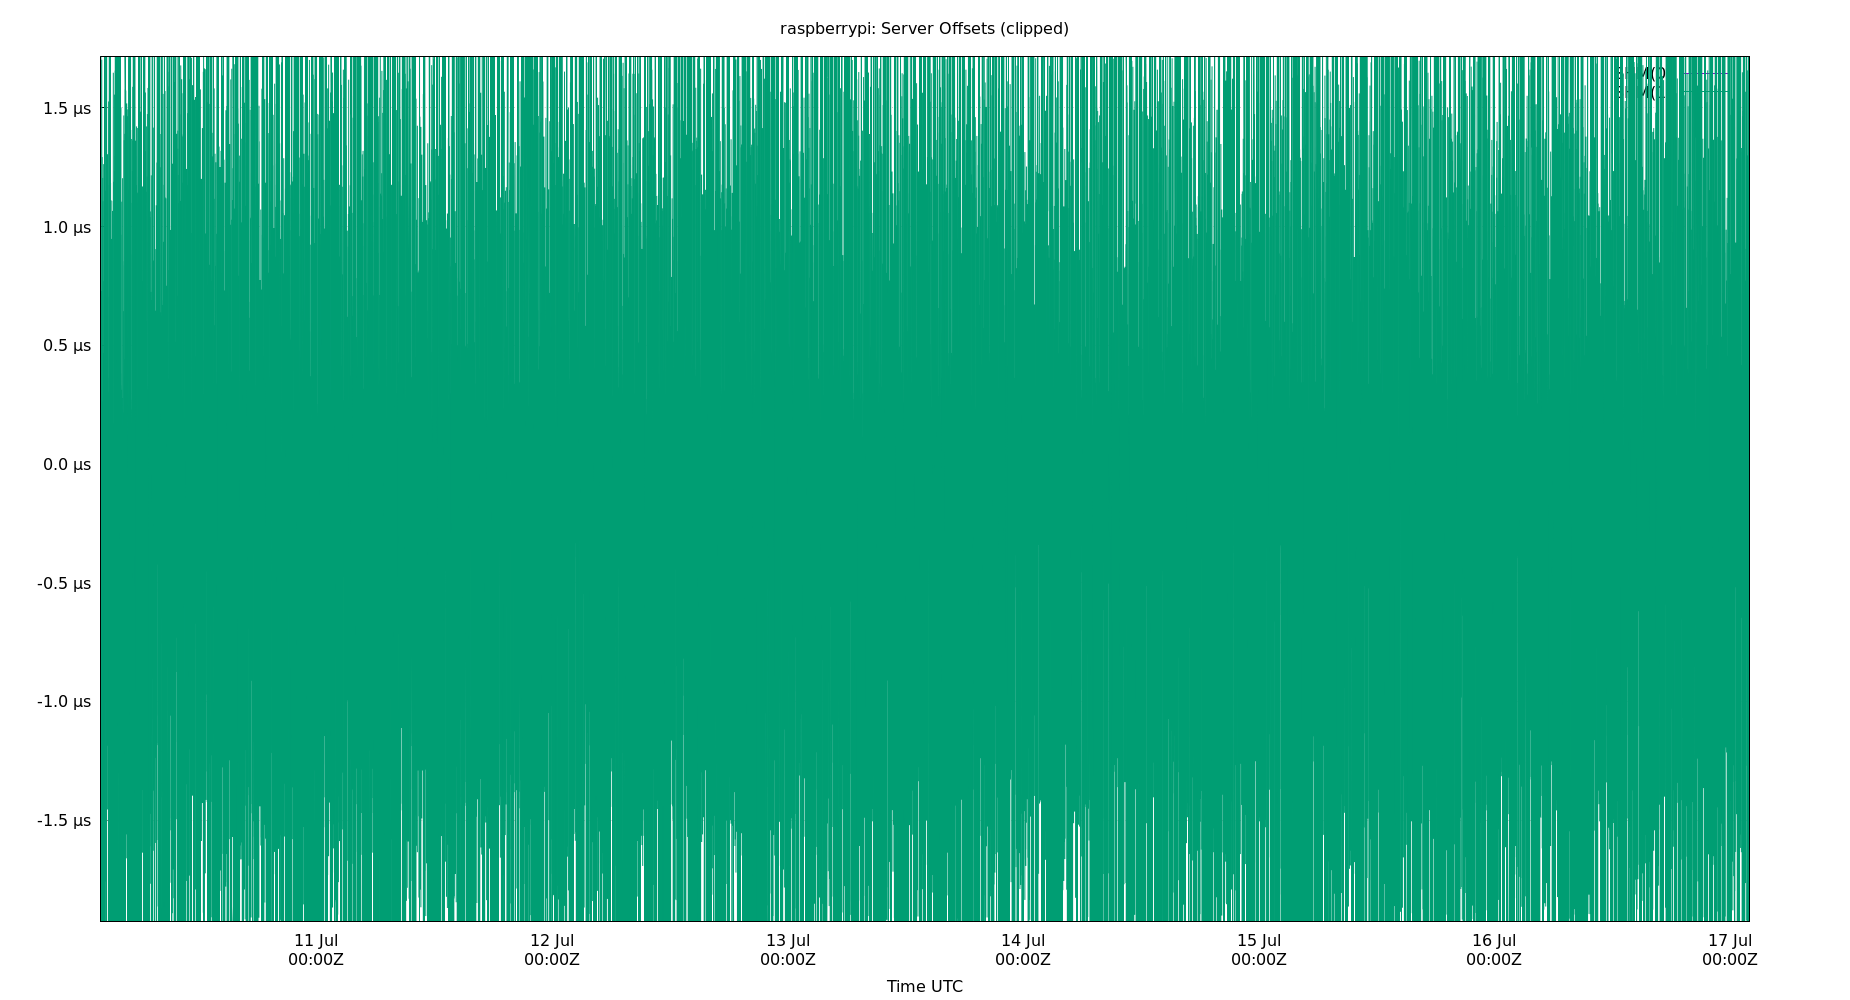 raspberrypi: Server Offsets (clipped)
1.5 µs
1.0 µs
0.5 µs
0.0 µs
-0.5 µs
-1.0 µs
-1.5 µs
11 Jul 12 Jul 13 Jul 14 Jul 15 Jul 16 Jul 17 Jul
00:00Z 00:00Z 00:00Z 00:00Z 00:00Z 00:00Z 00:00Z
Time UTC